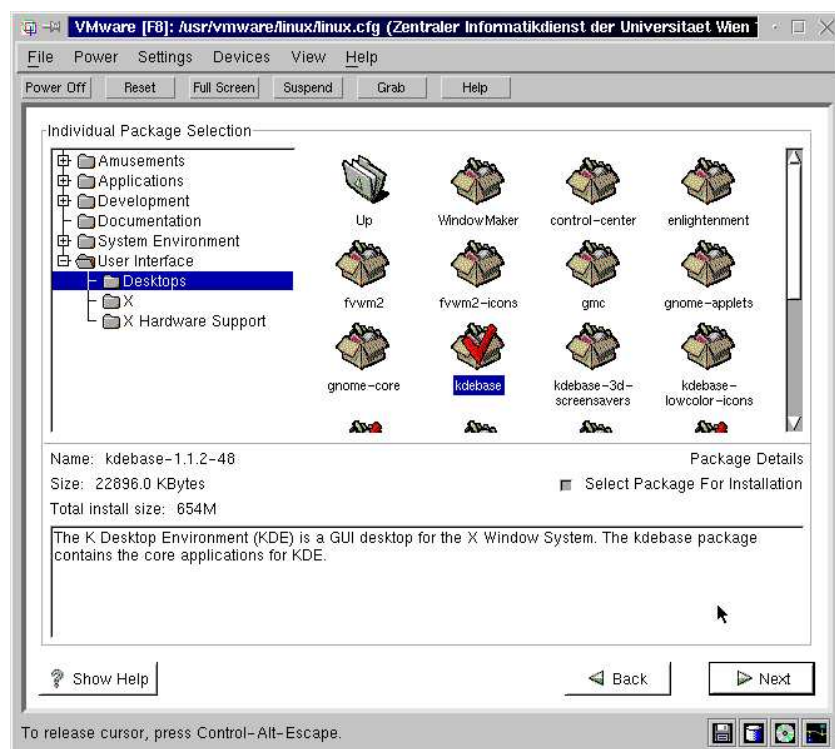 VMware [F8]: /usr/vmware/linux/linux.cfg (Zentraler Informatikdienst der Universitaet Wien
File Power Settings Devices View Help
Power Off Reset Full Screen Suspend Grab Help
Individual Package Selection
Amusements
Applications
Development
Documentation
System Environment
User Interface
Desktops
X
X Hardware Support
Up WindowMaker control-center enlightenment
fvwm2 fvwm2-icons gmc gnome-applets
gnome-core kdebase kdebase-3d-screensavers kdebase-lowcolor-icons
Name: kdebase-1.1.2-48 Package Details
Size: 22896.0 KBytes Select Package For Installation
Total install size: 654M
The K Desktop Environment (KDE) is a GUI desktop for the X Window System. The kdebase package
contains the core applications for KDE.
Show Help Back Next
To release cursor, press Control-Alt-Escape.